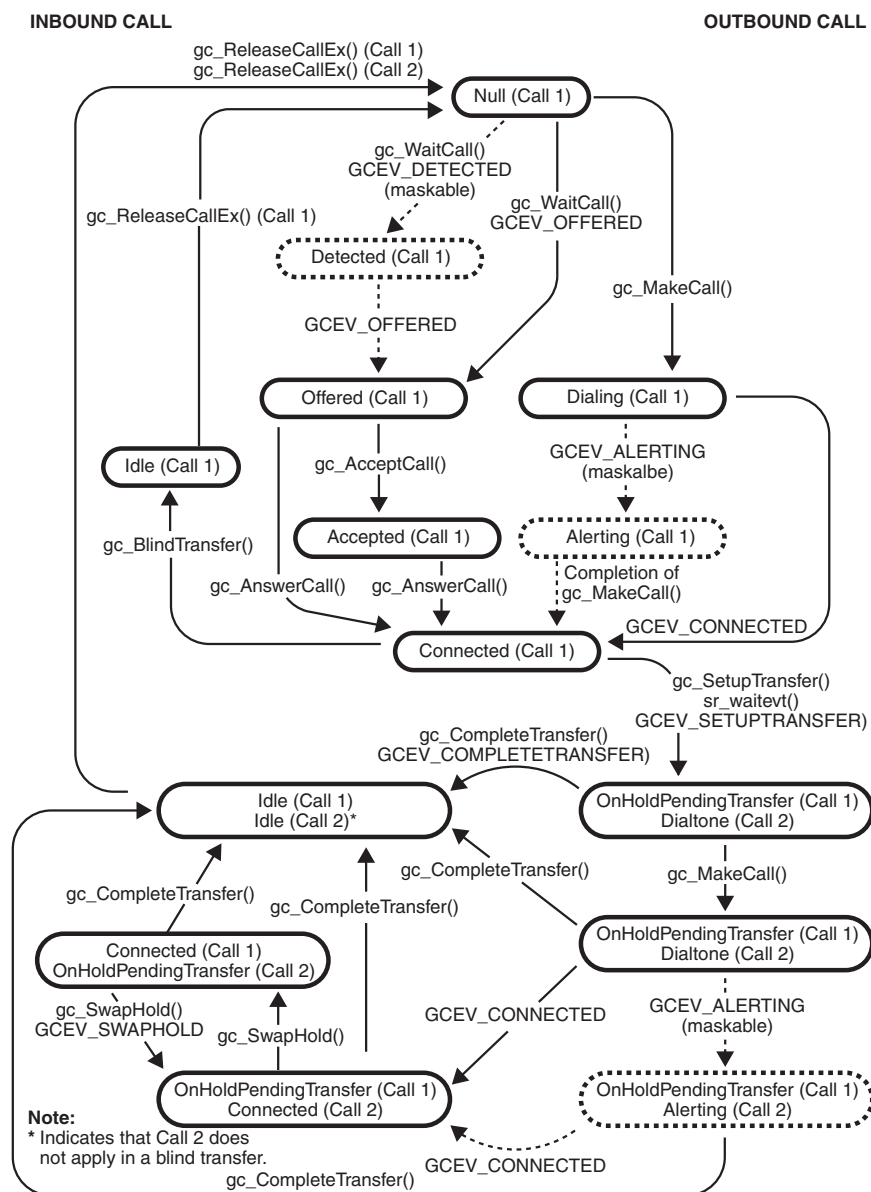 INBOUND CALL
OUTBOUND CALL
gc_ReleaseCallEx() (Call 1)
gc_ReleaseCallEx() (Call 2)
Null (Call 1)
gc_WaitCall()
GCEV_DETECTED
(maskable)
gc_WaitCall()
GCEV_OFFERED
gc_ReleaseCallEx() (Call 1)
Detected (Call 1)
gc_MakeCall()
GCEV_OFFERED
Offered (Call 1)
Dialing (Call 1)
Idle (Call 1)
gc_AcceptCall()
GCEV_ALERTING
(maskalbe)
gc_BlindTransfer()
Accepted (Call 1)
Alerting (Call 1)
gc_AnswerCall()
gc_AnswerCall()
Completion of
gc_MakeCall()
GCEV_CONNECTED
Connected (Call 1)
gc_SetupTransfer()
sr_waitevt()
GCEV_SETUPTRANSFER)
gc_CompleteTransfer()
GCEV_COMPLETETRANSFER)
Idle (Call 1)
Idle (Call 2)*
OnHoldPendingTransfer (Call 1)
Dialtone (Call 2)
gc_CompleteTransfer()
gc_CompleteTransfer()
gc_CompleteTransfer()
gc_MakeCall()
Connected (Call 1)
OnHoldPendingTransfer (Call 2)
OnHoldPendingTransfer (Call 1)
Dialtone (Call 2)
gc_SwapHold()
GCEV_SWAPHOLD
gc_SwapHold()
GCEV_CONNECTED
GCEV_ALERTING
(maskable)
OnHoldPendingTransfer (Call 1)
Connected (Call 2)
OnHoldPendingTransfer (Call 1)
Alerting (Call 2)
Note:
* Indicates that Call 2 does
not apply in a blind transfer.
GCEV_CONNECTED
gc_CompleteTransfer()